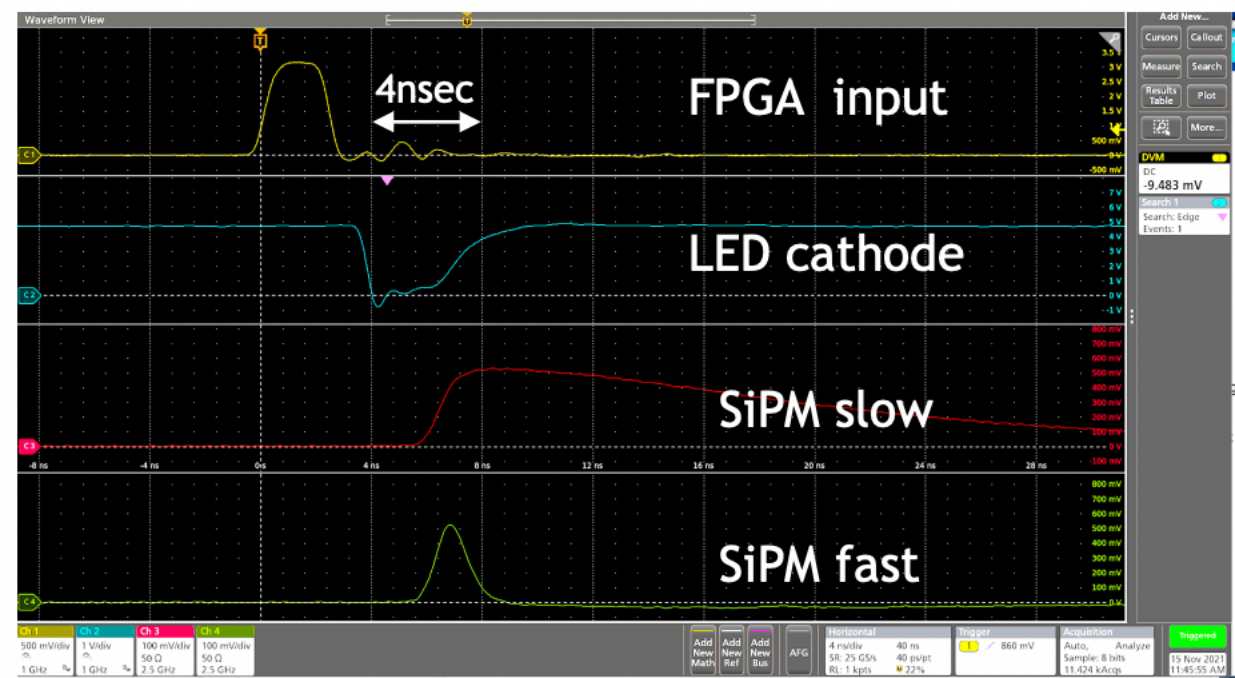 Waveform View
Add New...
Cursors Callout
Measure Search
Results Table Plot
More...
DVM
DC
-9.483 mV
Search 1
Search: Edge
Events: 1
T
3.5 V
3 V
2.5 V
2 V
1.5 V
1 V
500 mV
0 V
-500 mV
4nsec
FPGA input
C1
7 V
6 V
5 V
4 V
3 V
2 V
1 V
0 V
-1 V
LED cathode
C2
800 mV
700 mV
600 mV
500 mV
400 mV
300 mV
200 mV
100 mV
0 V
-100 mV
SiPM slow
C3
-8 ns -4 ns 0s 4 ns 8 ns 12 ns 16 ns 20 ns 24 ns 28 ns
800 mV
700 mV
600 mV
500 mV
400 mV
300 mV
200 mV
100 mV
0 V
SiPM fast
C4
Ch 1
500 mV/div
1 GHz
Ch 2
1 V/div
1 GHz
Ch 3
100 mV/div
50 Ω
2.5 GHz
Ch 4
100 mV/div
50 Ω
2.5 GHz
Add New Math
Add New Ref
Add New Bus
AFG
Horizontal
4 ns/div 40 ns
SR: 25 GS/s 40 ps/pt
RL: 1 kpts 22%
Trigger
1 860 mV
Acquisition
Auto, Analyze
Sample: 8 bits
11.424 kAcqs
Triggered
15 Nov 2021
11:45:55 AM